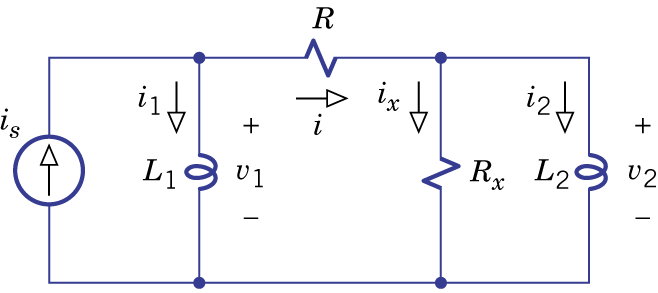 R
i1
ix
i2
is
+
+
i
L1
v1
Rx
L2
v2
−
−